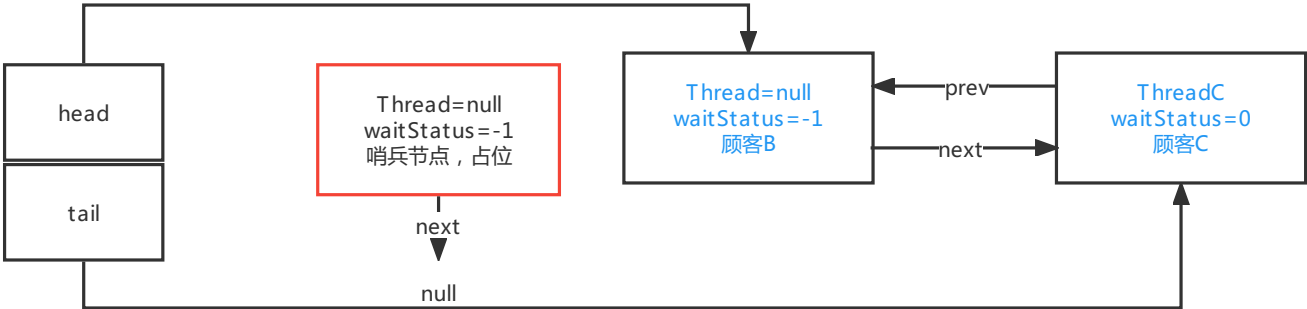 head
tail
Thread=null
waitStatus=-1
哨兵节点，占位
next
null
Thread=null
waitStatus=-1
顾客B
prev
next
ThreadC
waitStatus=0
顾客C